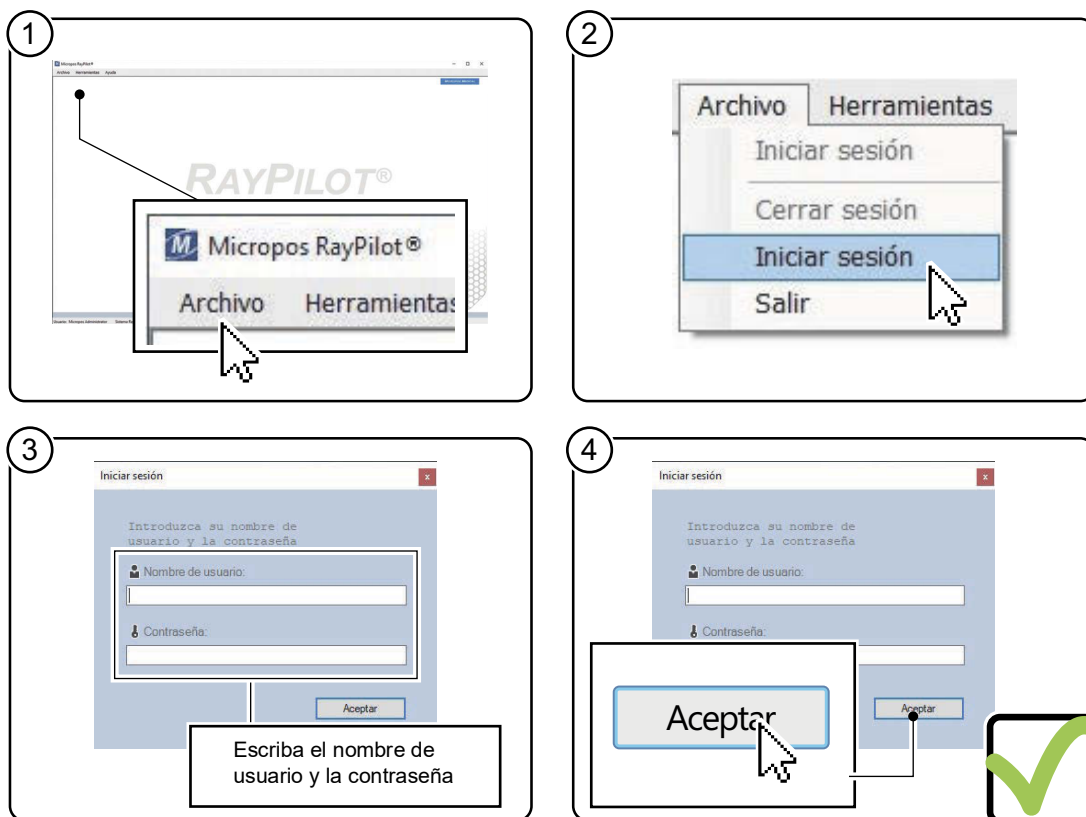 1
Micropos RayPilot®
Archivo Herramientas Ayuda
RAYPILOT®
Micropos RayPilot®
Archivo Herramientas
2
Archivo Herramientas
Iniciar sesión
Cerrar sesión
Iniciar sesión
Salir
3
Iniciar sesión
x
Introduzca su nombre de
usuario y la contraseña
Nombre de usuario:
Contraseña:
Aceptar
Escriba el nombre de
usuario y la contraseña
4
Iniciar sesión
x
Introduzca su nombre de
usuario y la contraseña
Nombre de usuario:
Contraseña:
Aceptar
Aceptar